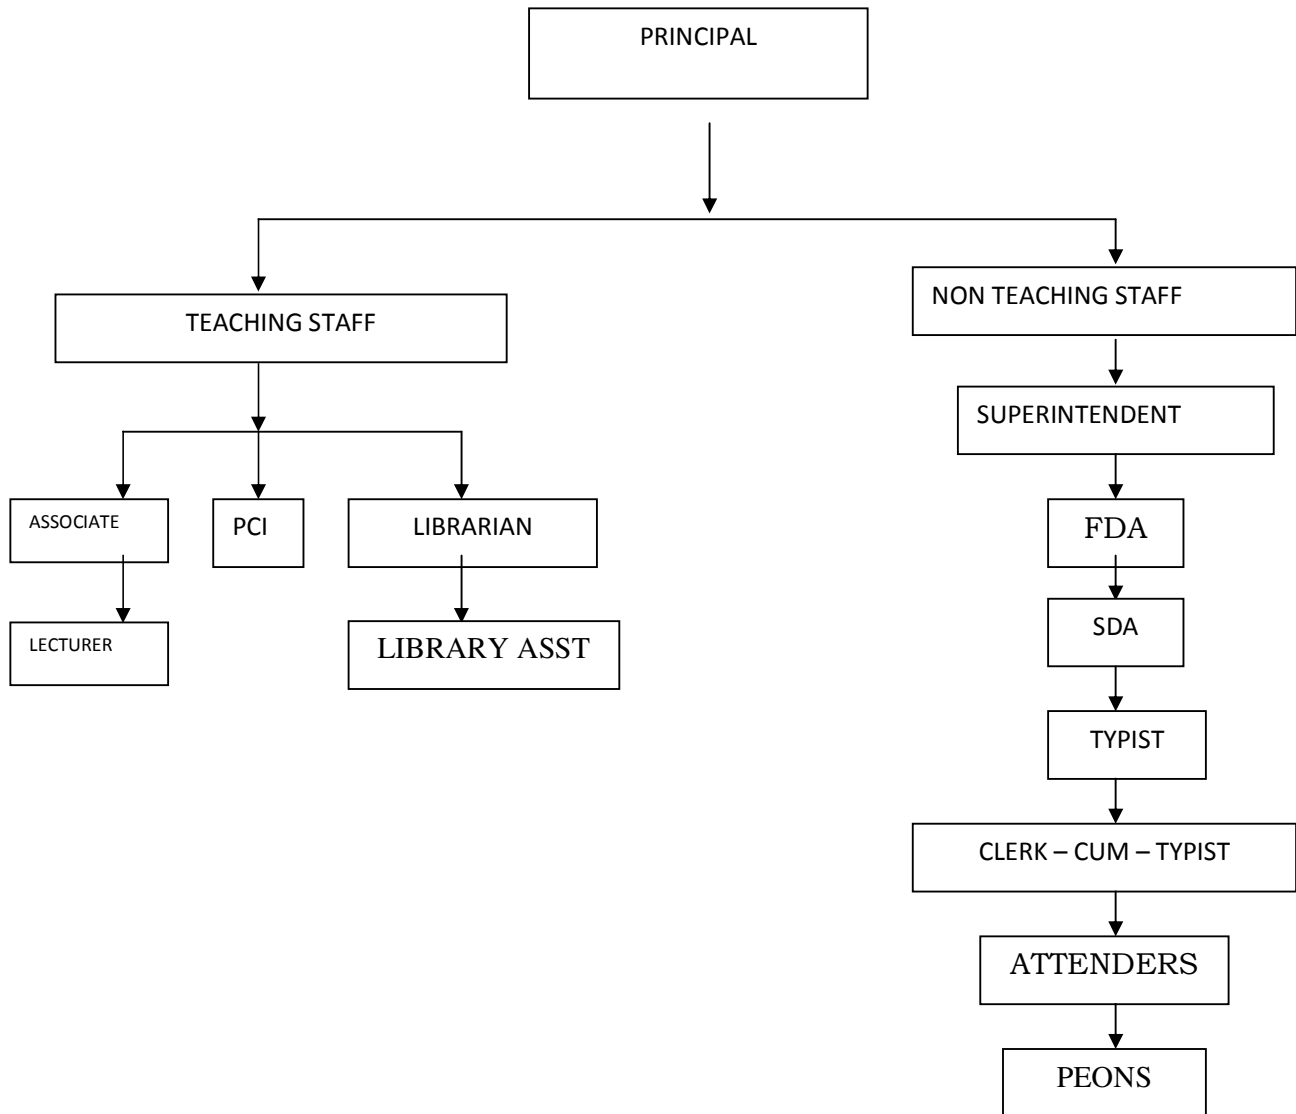 PRINCIPAL
TEACHING STAFF
NON TEACHING STAFF
SUPERINTENDENT
ASSOCIATE
PCI
LIBRARIAN
FDA
LECTURER
LIBRARY ASST
SDA
TYPIST
CLERK – CUM – TYPIST
ATTENDERS
PEONS